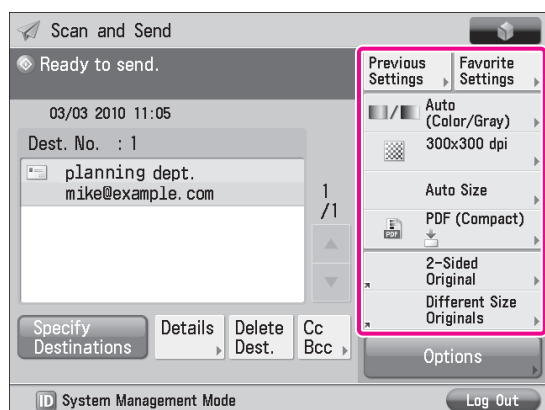 Scan and Send
Ready to send.
03/03 2010 11:05
Dest. No. : 1
planning dept.
mike@example.com
1
/1
Specify
Destinations
Details
Delete
Dest.
Cc
Bcc
Previous
Settings
Favorite
Settings
Auto
(Color/Gray)
300x300 dpi
Auto Size
PDF
PDF (Compact)
2-Sided
Original
Different Size
Originals
Options
ID System Management Mode
Log Out